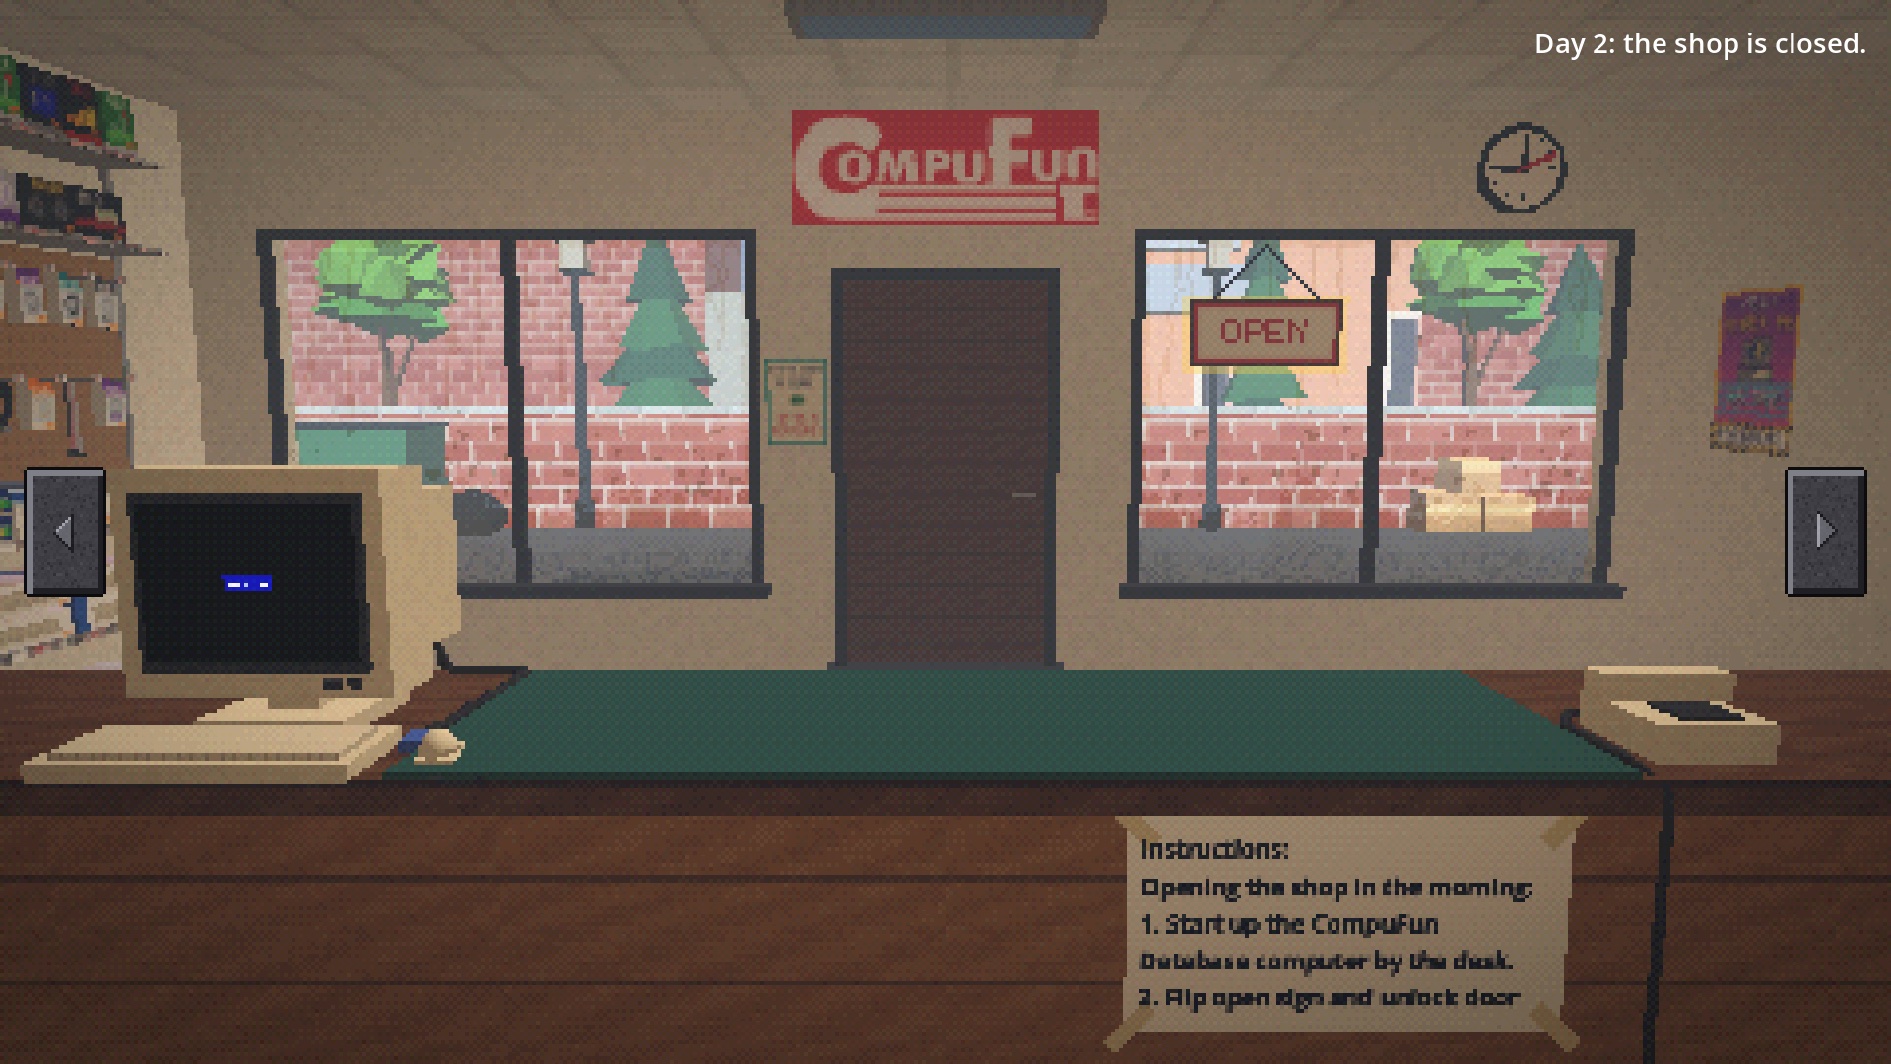 Day 2: the shop is closed.
COMPUFUN
OPEN
Instructions:
Opening the shop in the morning:
1. Start up the CompuFun
Database computer by the desk.
2. Flip open sign and unlock door